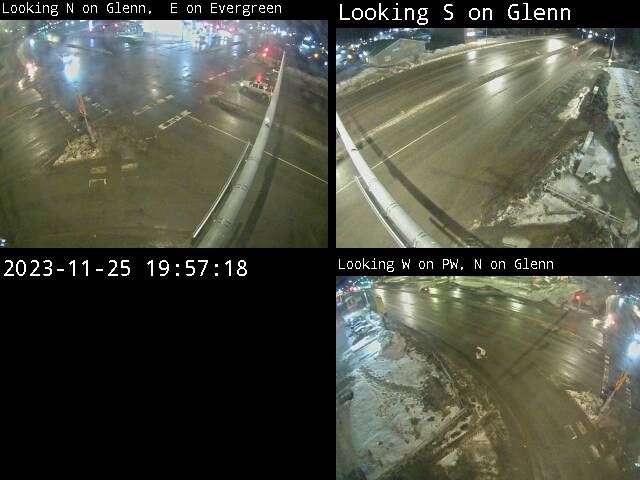 Looking N on Glenn,  E on Evergreen
Looking S on Glenn
2023-11-25 19:57:18
Looking W on PW, N on Glenn